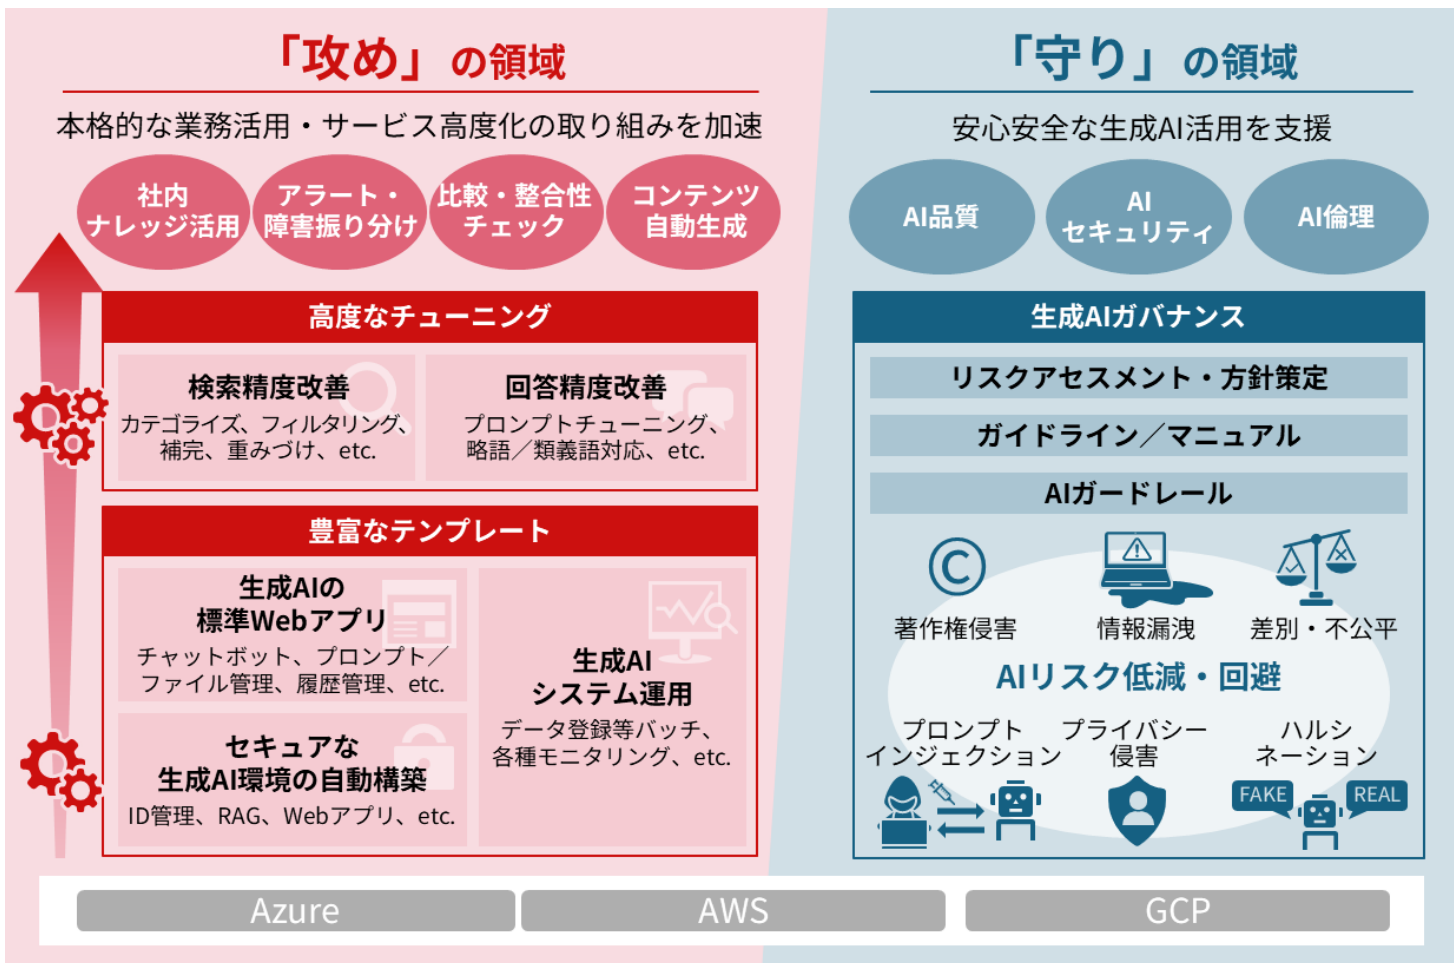 「攻め」の領域
本格的な業務活用・サービス高度化の取り組みを加速
社内
ナレッジ活用
アラート・
障害振り分け
比較・整合性
チェック
コンテンツ
自動生成
高度なチューニング
検索精度改善
カテゴライズ、フィルタリング、
補完、重みづけ、etc.
回答精度改善
プロンプトチューニング、
略語／類義語対応、etc.
豊富なテンプレート
生成AIの
標準Webアプリ
チャットボット、プロンプト／
ファイル管理、履歴管理、etc.
セキュアな
生成AI環境の自動構築
ID管理、RAG、Webアプリ、etc.
生成AI
システム運用
データ登録等バッチ、
各種モニタリング、etc.
「守り」の領域
安心安全な生成AI活用を支援
AI品質
AI
セキュリティ
AI倫理
生成AIガバナンス
リスクアセスメント・方針策定
ガイドライン／マニュアル
AIガードレール
©
著作権侵害
情報漏洩
差別・不公平
AIリスク低減・回避
プロンプト
インジェクション
プライバシー
侵害
ハルシ
ネーション
FAKE
REAL
Azure
AWS
GCP